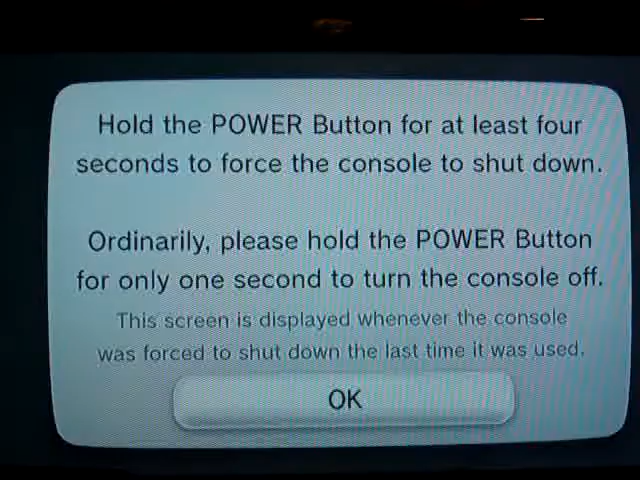 Hold the POWER Button for at least four
seconds to force the console to shut down.
Ordinarily, please hold the POWER Button
for only one second to turn the console off.
This screen is displayed whenever the console
was forced to shut down the last time it was used.
OK